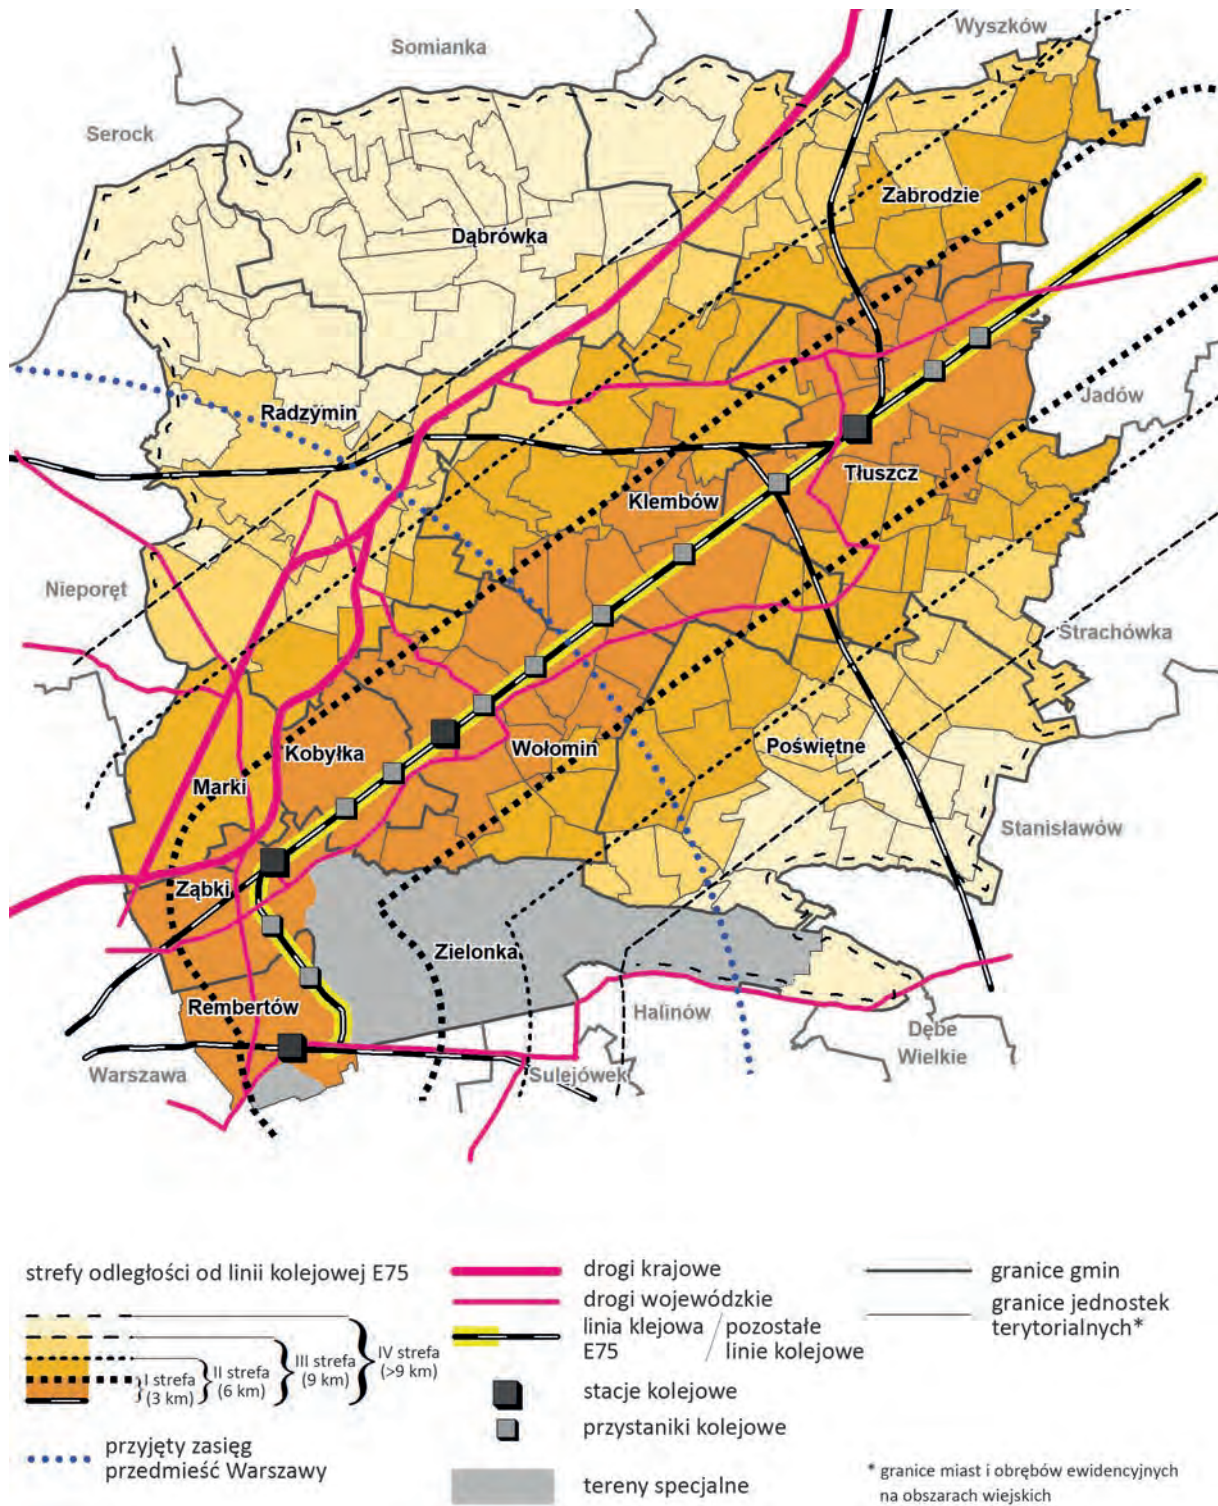 Wyszków
Somianka
Serock
Zabrodzie
Dąbrówka
Jadów
Radzymin
Tłuszcz
Klembów
Nieporęt
Strachówka
Kobyłka
Wołomin
Poświętne
Marki
Stanisławów
Ząbki
Zielonka
Rembertów
Halinów
Dębe
Wielkie
Warszawa
Sulejówek
strefy odległości od linii kolejowej E75
I strefa
(3 km)
II strefa
(6 km)
III strefa
(9 km)
IV strefa
(>9 km)
przyjęty zasięg
przedmieść Warszawy
drogi krajowe
drogi wojewódzkie
linia klejowa / pozostałe
E75 linie kolejowe
stacje kolejowe
przystaniki kolejowe
tereny specjalne
granice gmin
granice jednostek
terytorialnych*
* granice miast i obrębów ewidencyjnych
na obszarach wiejskich